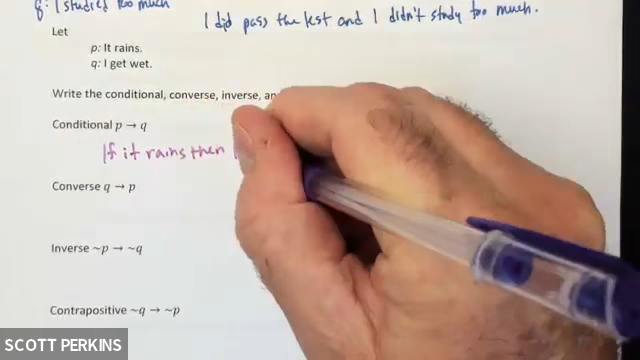 q: I studied too much
I did pass the test and I didn't study too much.
Let
p: It rains.
q: I get wet.
Write the conditional, converse, inverse, an
Conditional p → q
If it rains then
Converse q → p
Inverse ~p → ~q
Contrapositive ~q → ~p
SCOTT PERKINS